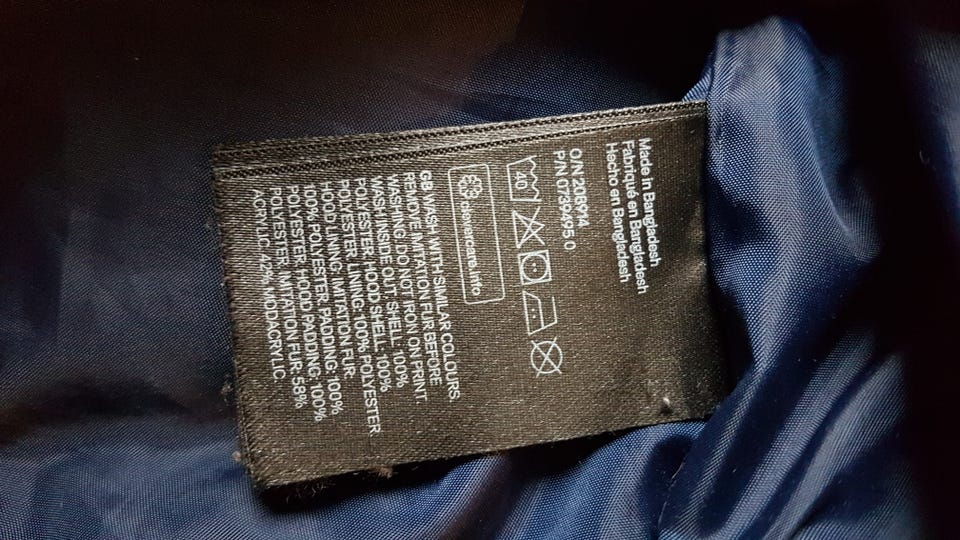 Made in Bangladesh
Fabriqué en Bangladesh
Hecho en Bangladesh
O/N 208914
P/N 0739495 0
40
clevercare.info
GB WASH WITH SIMILAR COLOURS.
REMOVE IMITATION FUR BEFORE
WASHING. DO NOT IRON ON PRINT.
WASH INSIDE OUT. SHELL: 100%
POLYESTER. HOOD SHELL: 100%
POLYESTER. LINING: 100% POLYESTER.
HOOD LINING: IMITATION FUR:
100% POLYESTER. PADDING: 100%
POLYESTER. HOOD PADDING: 100%
POLYESTER. IMITATION FUR: 58%
ACRYLIC. 42% MODACRYLIC.